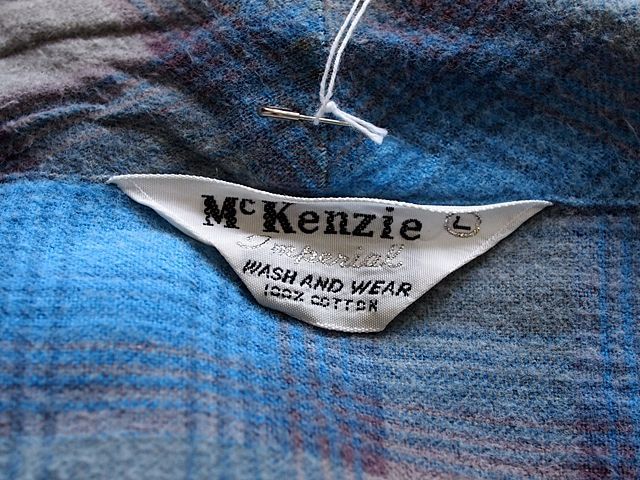 McKenzie L
Imperial
WASH AND WEAR
100% COTTON